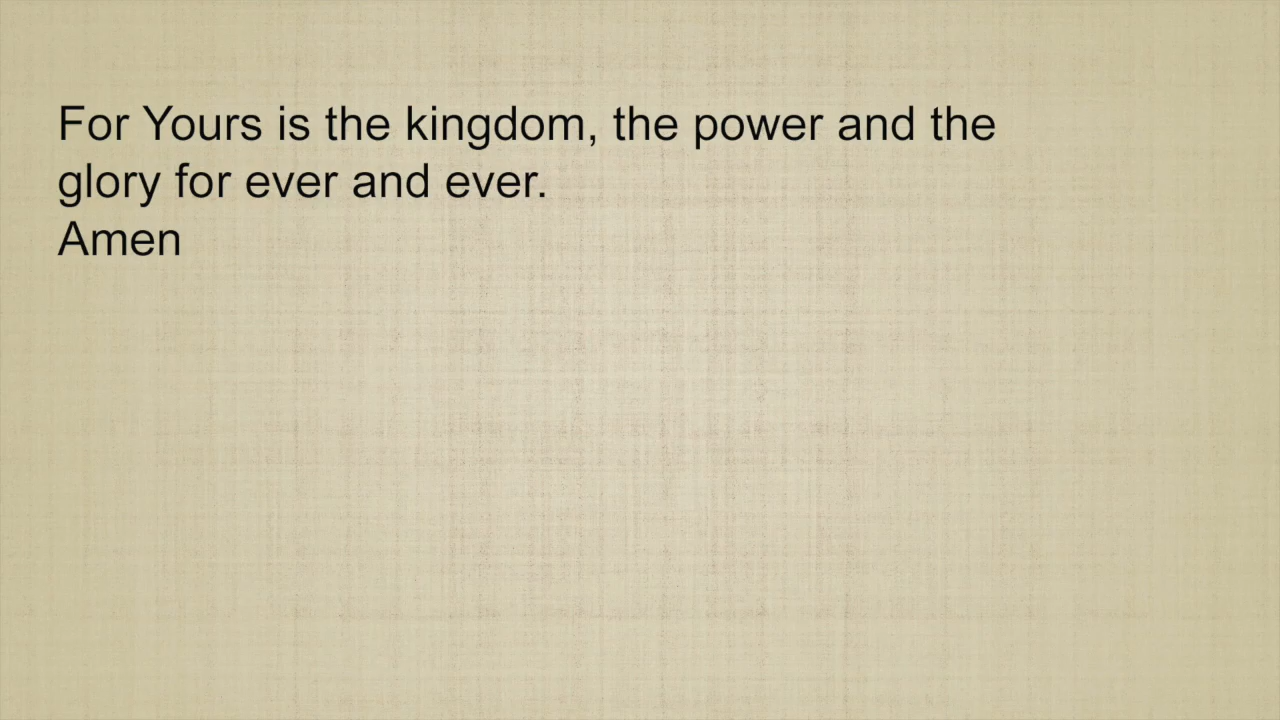 For Yours is the kingdom, the power and the
glory for ever and ever.
Amen